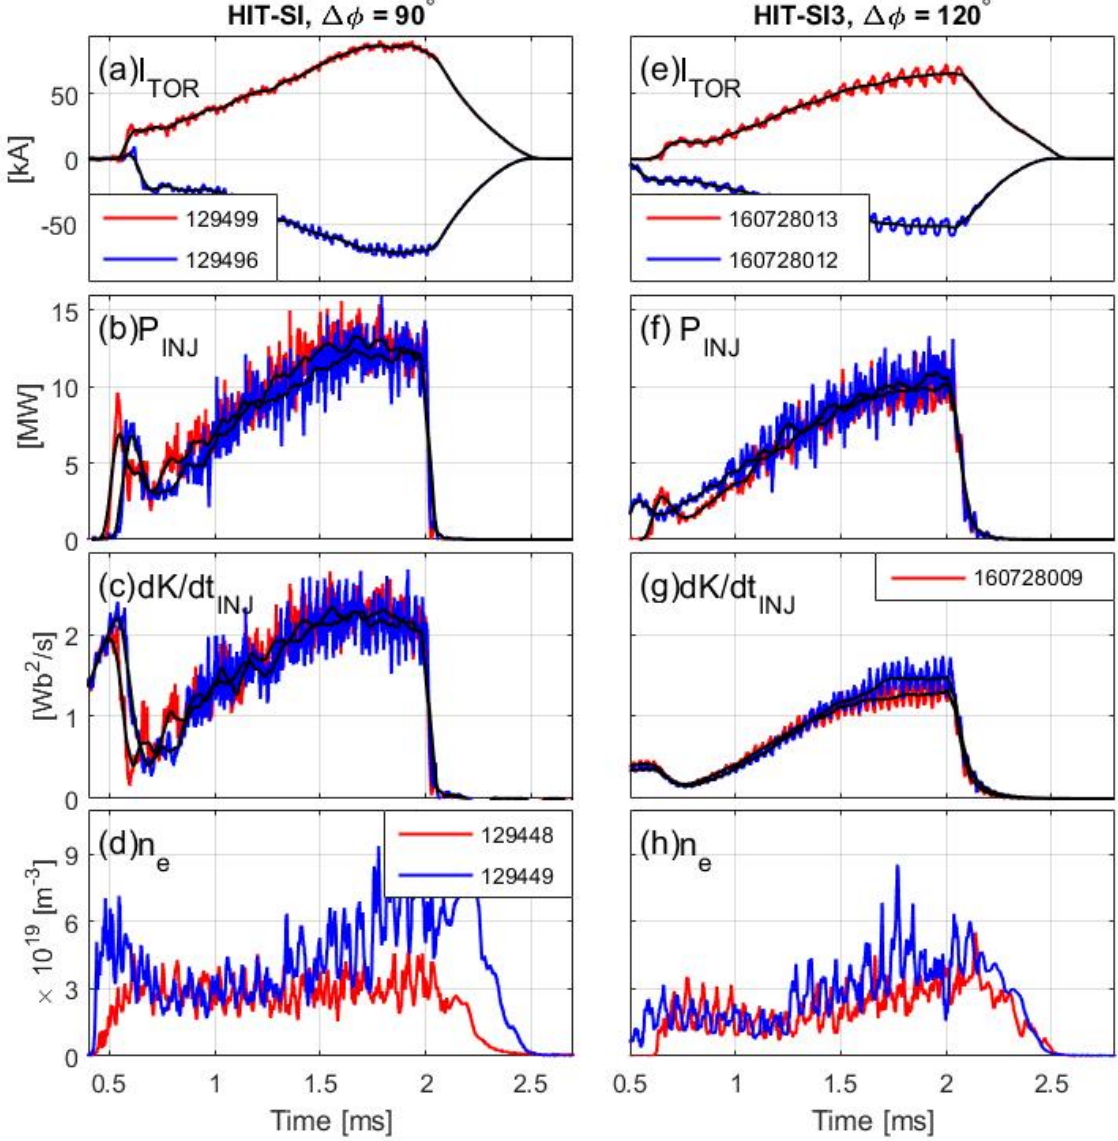 HIT-SI, Δϕ = 90°
HIT-SI3, Δϕ = 120°
(a)I_TOR
50
0
-50
[kA]
129499
129496
(e)I_TOR
160728013
160728012
(b)P_INJ
15
10
5
0
[MW]
(f) P_INJ
(c)dK/dt_INJ
2
1
0
[Wb²/s]
(g)dK/dt_INJ
160728009
(d)n_e
9
6
3
0
× 10¹⁹ [m⁻³]
129448
129449
(h)n_e
0.5 1 1.5 2 2.5
Time [ms]
0.5 1 1.5 2 2.5
Time [ms]